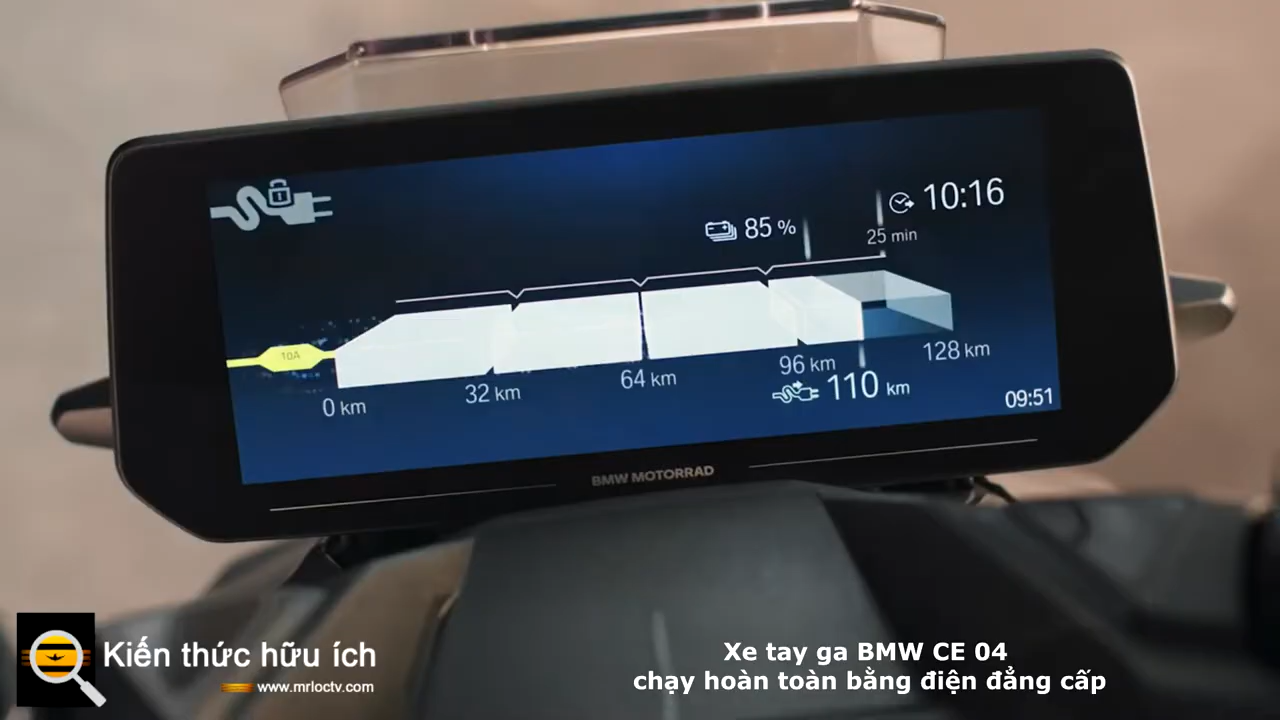 10:16
85 %
25 min
10A
0 km
32 km
64 km
96 km
128 km
110 km
09:51
BMW MOTORRAD
Kiến thức hữu ích
www.mrloctv.com
Xe tay ga BMW CE 04
chạy hoàn toàn bằng điện đẳng cấp